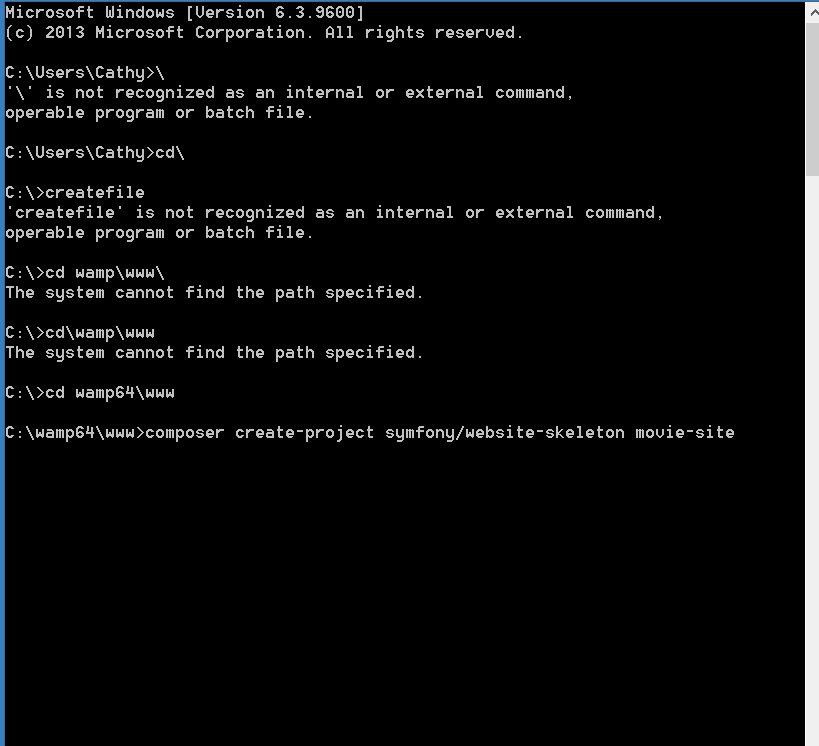 Microsoft Windows [Version 6.3.9600]
(c) 2013 Microsoft Corporation. All rights reserved.
C:\Users\Cathy>\
'\' is not recognized as an internal or external command,
operable program or batch file.
C:\Users\Cathy>cd\
C:\>createfile
'createfile' is not recognized as an internal or external command,
operable program or batch file.
C:\>cd wamp\www\
The system cannot find the path specified.
C:\>cd\wamp\www
The system cannot find the path specified.
C:\>cd wamp64\www
C:\wamp64\www>composer create-project symfony/website-skeleton movie-site